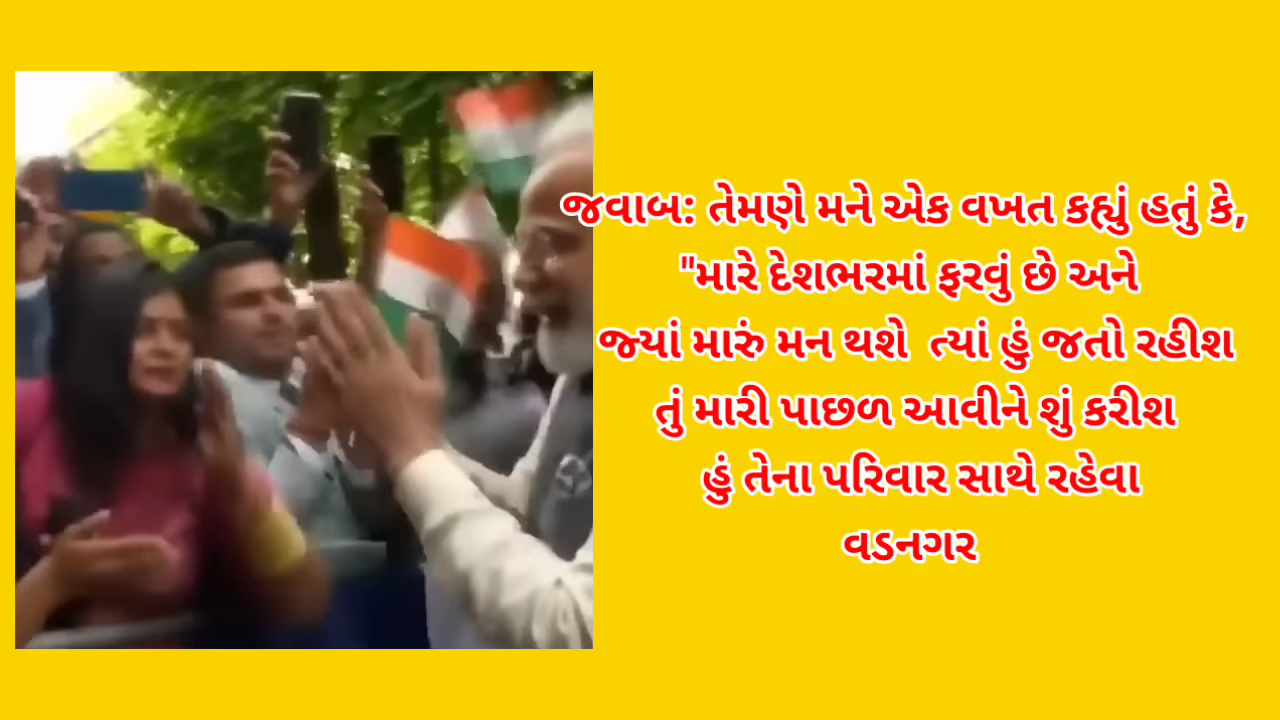 જવાબ: તેમણે મને એક વખત કહ્યું હતું કે,
"મારે દેશભરમાં ફરવું છે અને
જ્યાં મારું મન થશે  ત્યાં હું જતો રહીશ
તું મારી પાછળ આવીને શું કરીશ
હું તેના પરિવાર સાથે રહેવા
વડનગર